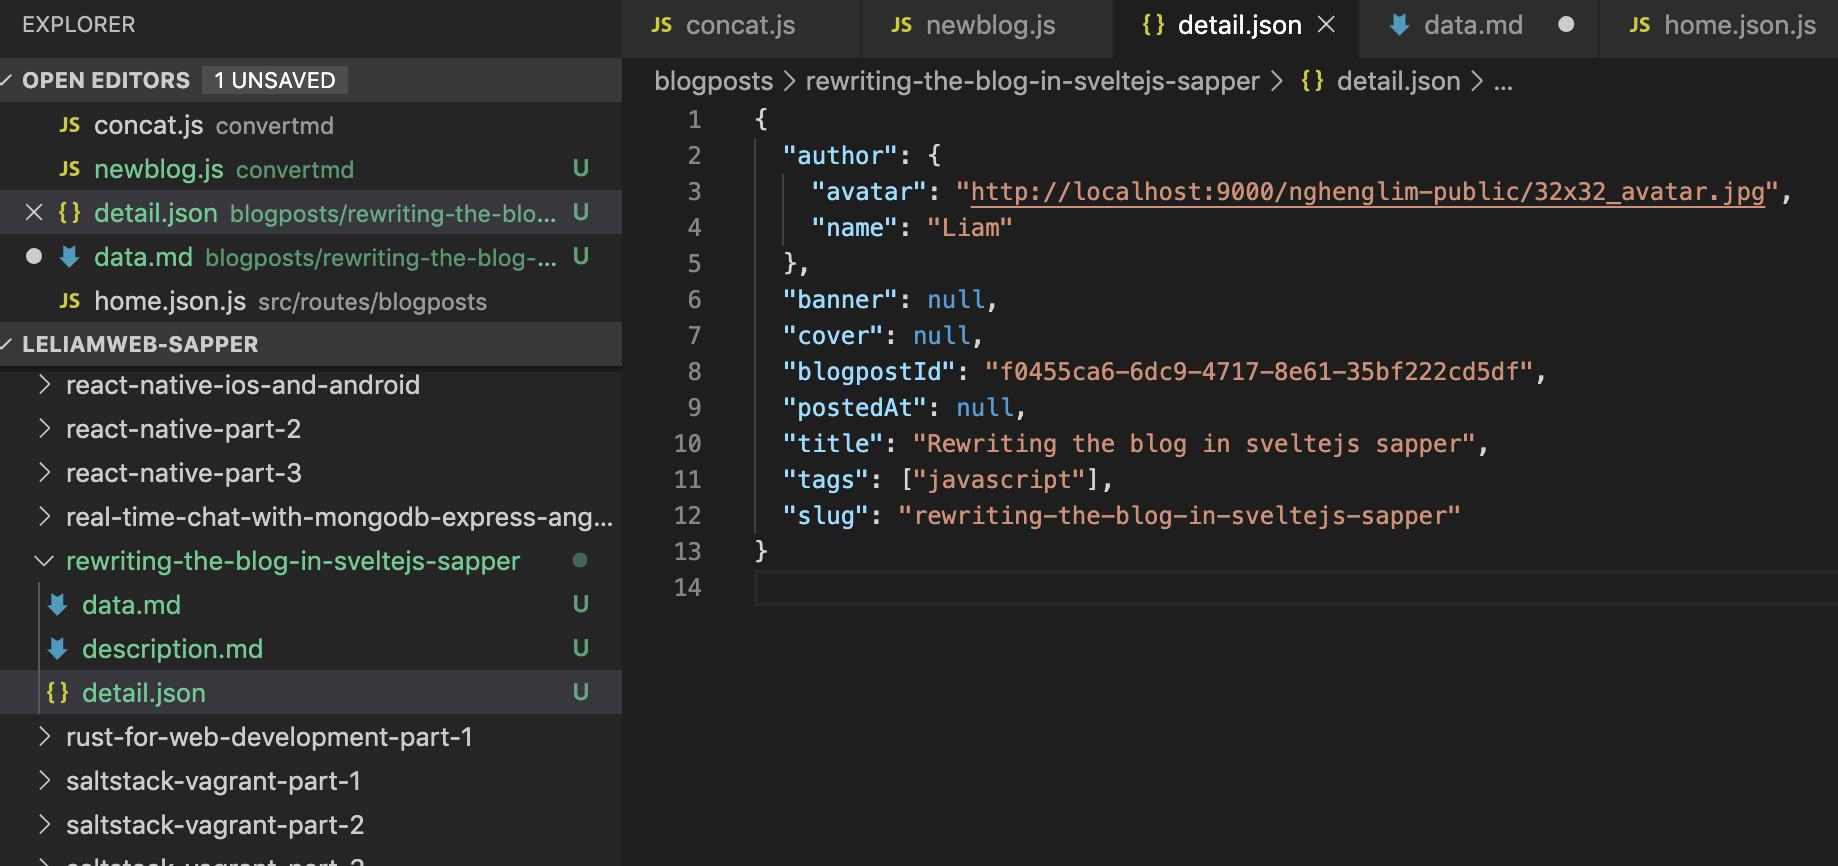 EXPLORER
OPEN EDITORS 1 UNSAVED
JS concat.js convertmd
JS newblog.js convertmd U
{} detail.json blogposts/rewriting-the-blo... U
data.md blogposts/rewriting-the-blog-... U
JS home.json.js src/routes/blogposts
LELIAMWEB-SAPPER
react-native-ios-and-android
react-native-part-2
react-native-part-3
real-time-chat-with-mongodb-express-ang...
rewriting-the-blog-in-sveltejs-sapper
data.md U
description.md U
{} detail.json U
rust-for-web-development-part-1
saltstack-vagrant-part-1
saltstack-vagrant-part-2
saltstack-vagrant-part-3
JS concat.js JS newblog.js {} detail.json data.md JS home.json.js
blogposts > rewriting-the-blog-in-sveltejs-sapper > {} detail.json > ...
1 {
2 "author": {
3 "avatar": "http://localhost:9000/nghenglim-public/32x32_avatar.jpg",
4 "name": "Liam"
5 },
6 "banner": null,
7 "cover": null,
8 "blogpostId": "f0455ca6-6dc9-4717-8e61-35bf222cd5df",
9 "postedAt": null,
10 "title": "Rewriting the blog in sveltejs sapper",
11 "tags": ["javascript"],
12 "slug": "rewriting-the-blog-in-sveltejs-sapper"
13 }
14